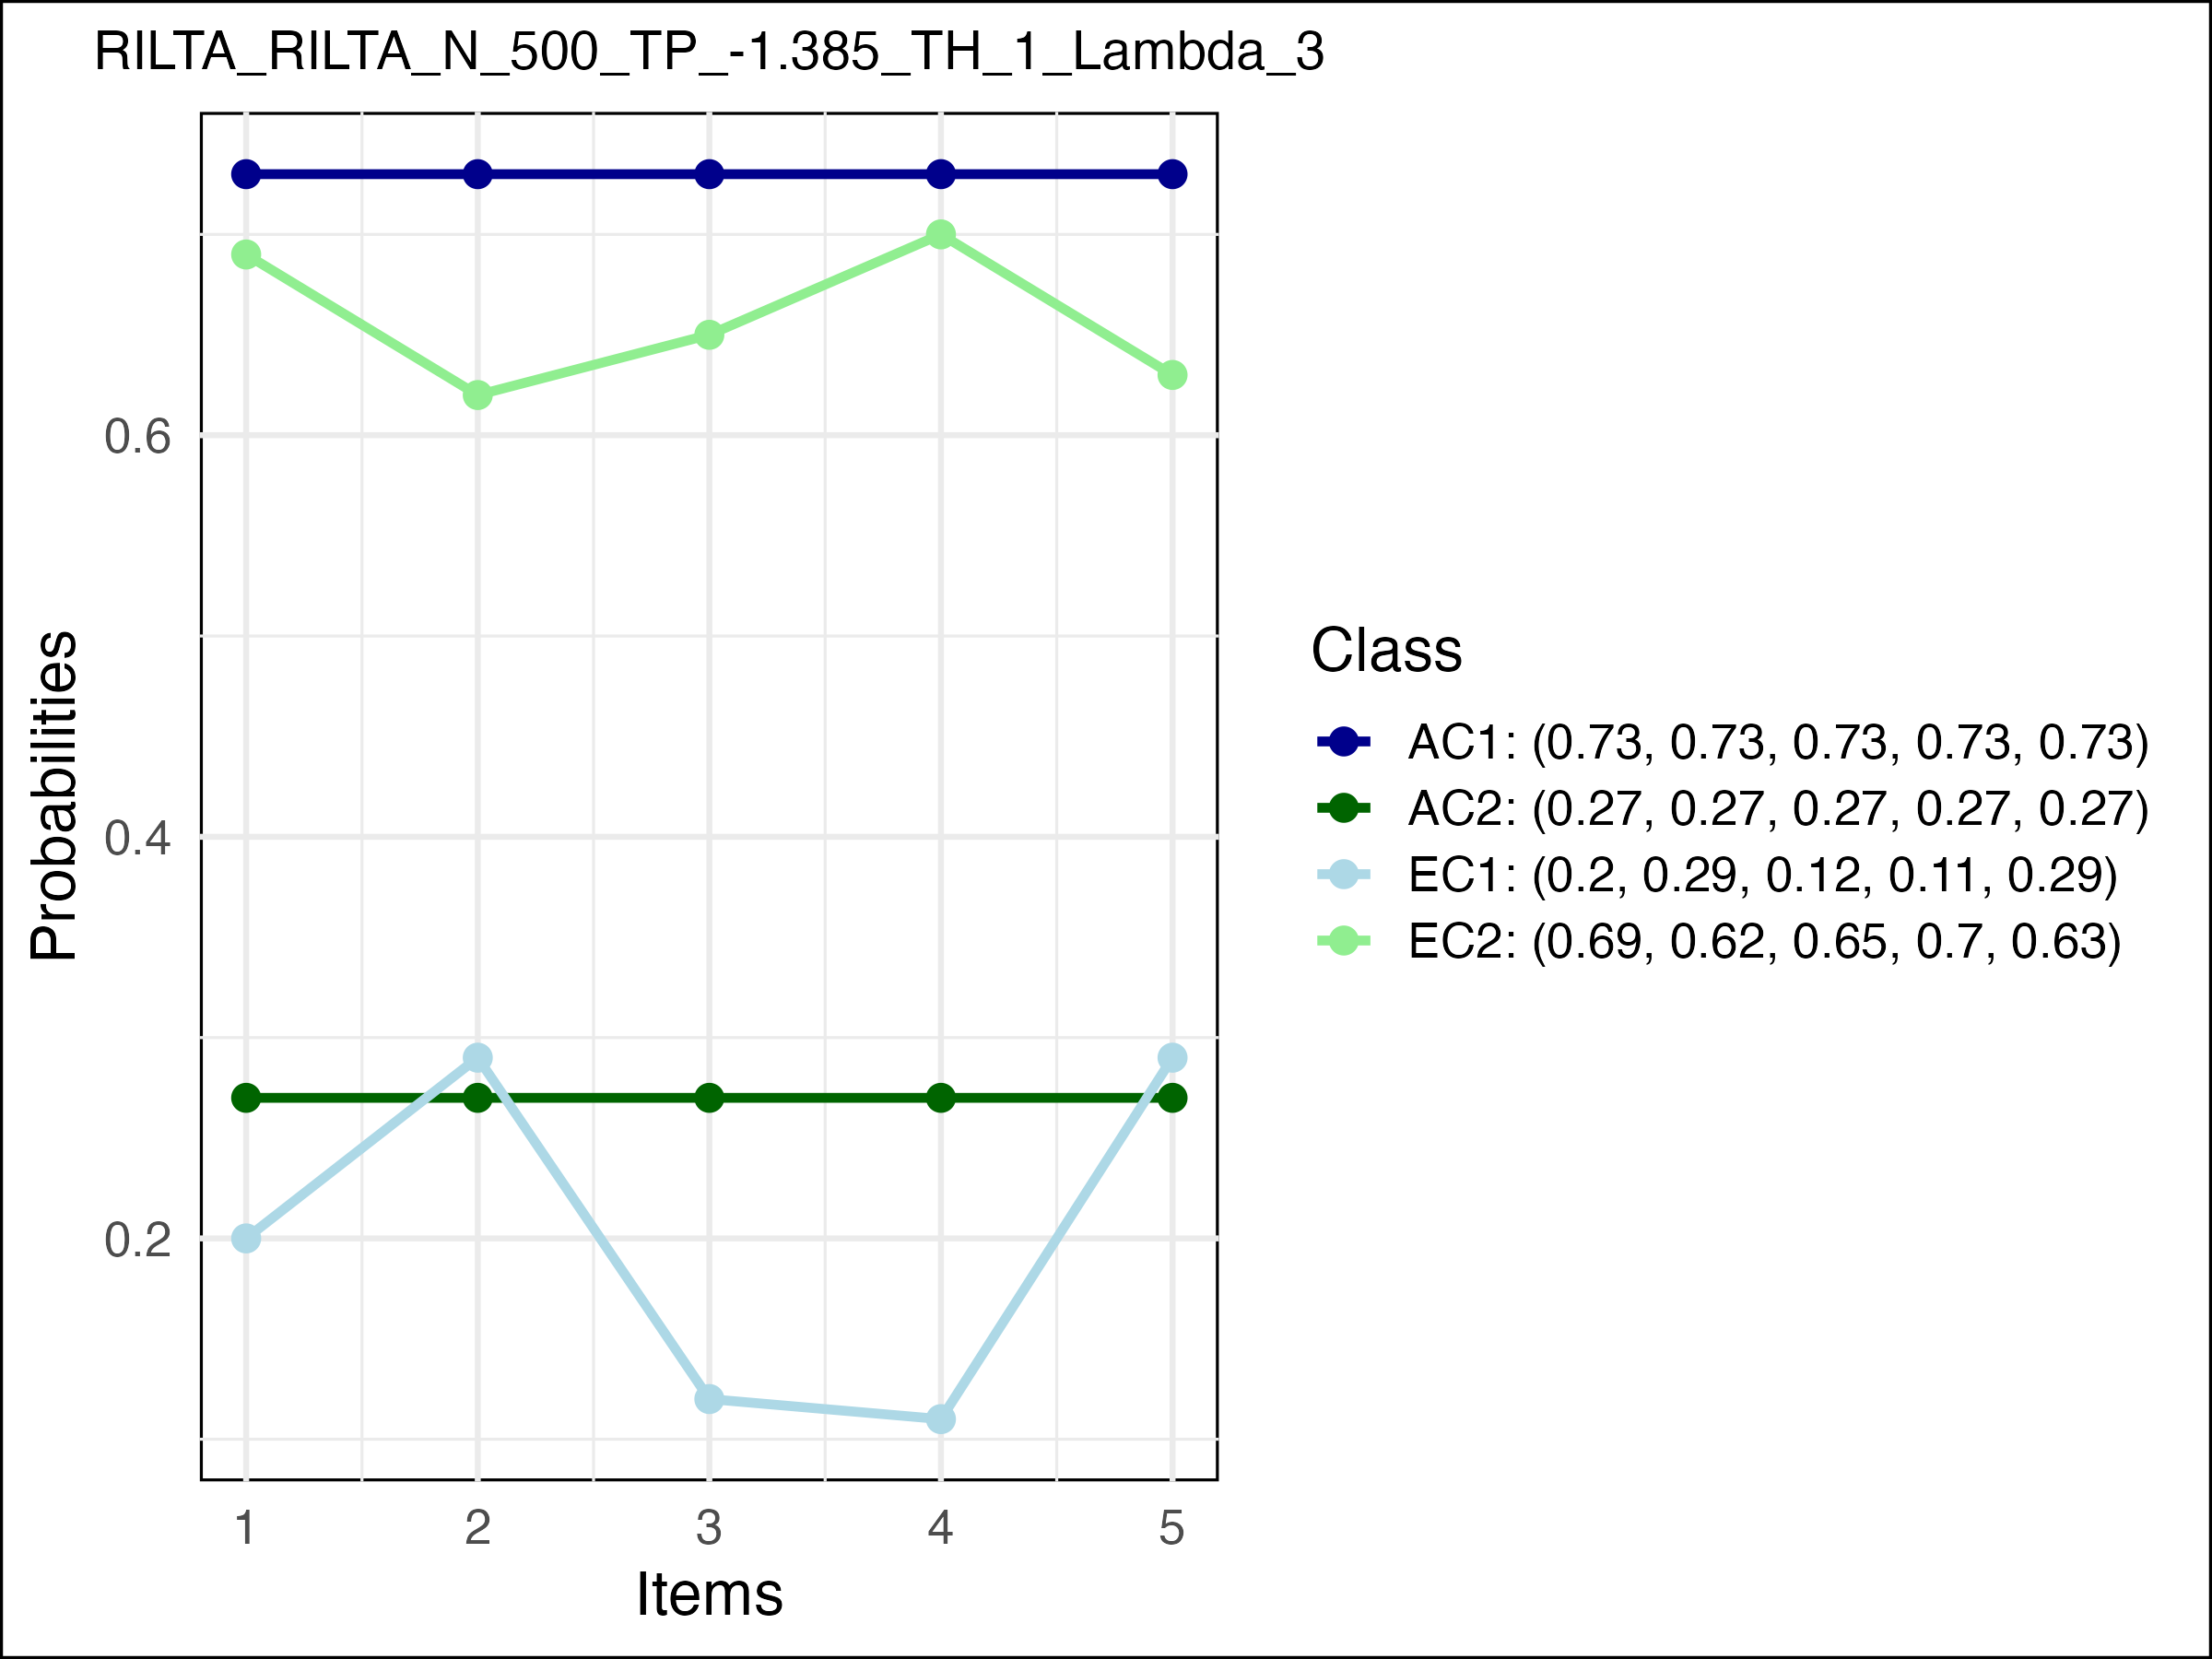 RILTA_RILTA_N_500_TP_-1.385_TH_1_Lambda_3
Probabilities
0.6
0.4
0.2
1 2 3 4 5
Items
Class
AC1: (0.73, 0.73, 0.73, 0.73, 0.73)
AC2: (0.27, 0.27, 0.27, 0.27, 0.27)
EC1: (0.2, 0.29, 0.12, 0.11, 0.29)
EC2: (0.69, 0.62, 0.65, 0.7, 0.63)